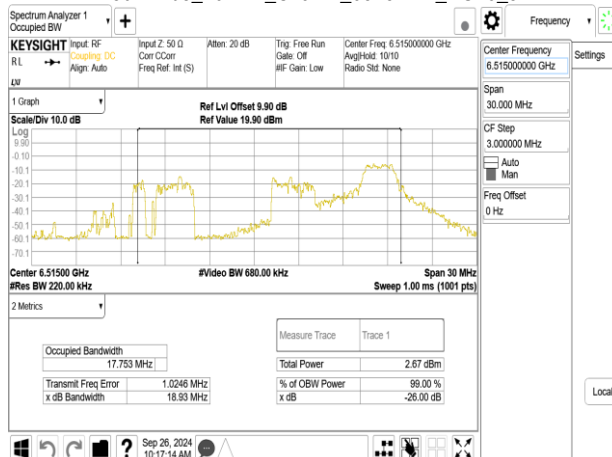 Spectrum Analyzer 1
Occupied BW
+
Frequency
KEYSIGHT
RL
LXI
Input: RF
Coupling: DC
Align: Auto
Input Z: 50 Ω
Corr CCorr
Freq Ref: Int (S)
Atten: 20 dB
Trig: Free Run
Gate: Off
#IF Gain: Low
Center Freq: 6.515000000 GHz
Avg|Hold: 10/10
Radio Std: None
Center Frequency
6.515000000 GHz
Settings
Span
30.000 MHz
CF Step
3.000000 MHz
Auto
Man
Freq Offset
0 Hz
1 Graph
Scale/Div 10.0 dB
Ref Lvl Offset 9.90 dB
Ref Value 19.90 dBm
Log
9.90
-0.10
-10.1
-20.1
-30.1
-40.1
-50.1
-60.1
-70.1
Center 6.51500 GHz
#Res BW 220.00 kHz
#Video BW 680.00 kHz
Span 30 MHz
Sweep 1.00 ms (1001 pts)
2 Metrics
Measure Trace Trace 1
Occupied Bandwidth
17.753 MHz
Total Power 2.67 dBm
Transmit Freq Error 1.0246 MHz
% of OBW Power 99.00 %
x dB Bandwidth 18.93 MHz
x dB -26.00 dB
Local
?
Sep 26, 2024
10:17:14 AM